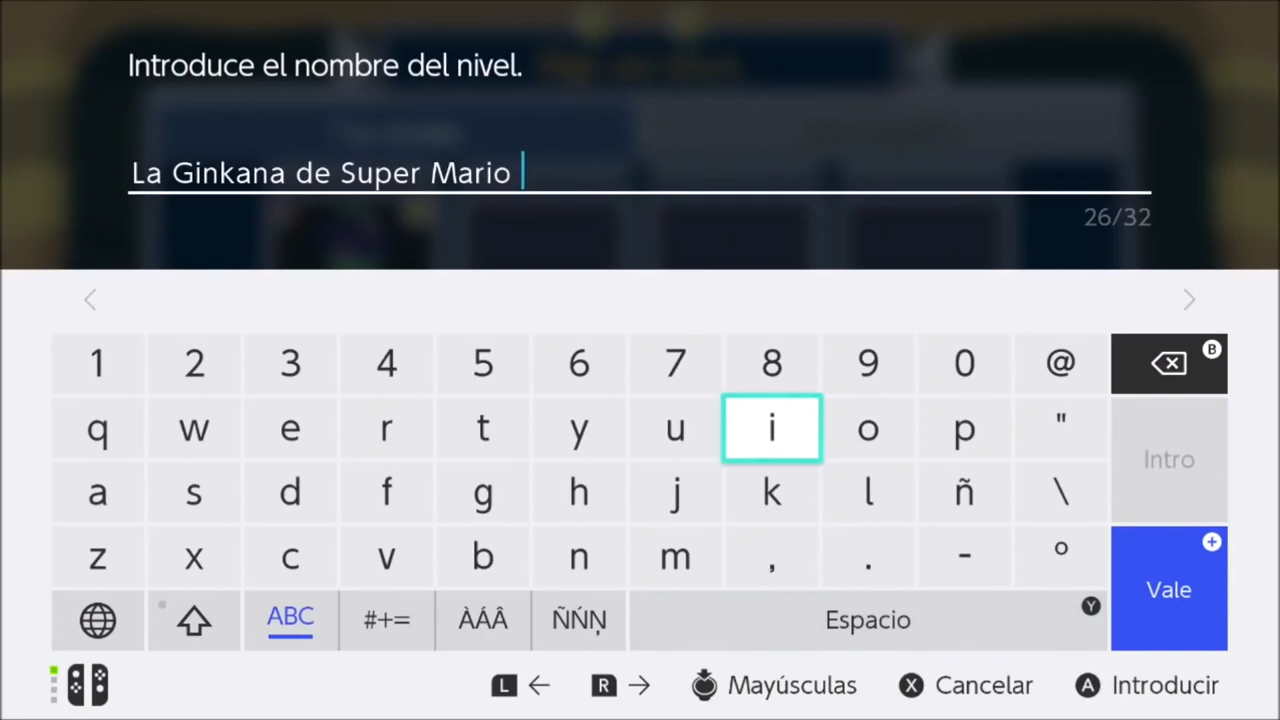 Introduce el nombre del nivel.
La Ginkana de Super Mario
26/32
1 2 3 4 5 6 7 8 9 0 @ B
q w e r t y u i o p " Intro
a s d f g h j k l ñ \
z x c v b n m , . - º + Vale
ABC #+= ÀÁÂ ÑŃŅ Espacio Y
L ← R → Mayúsculas X Cancelar A Introducir